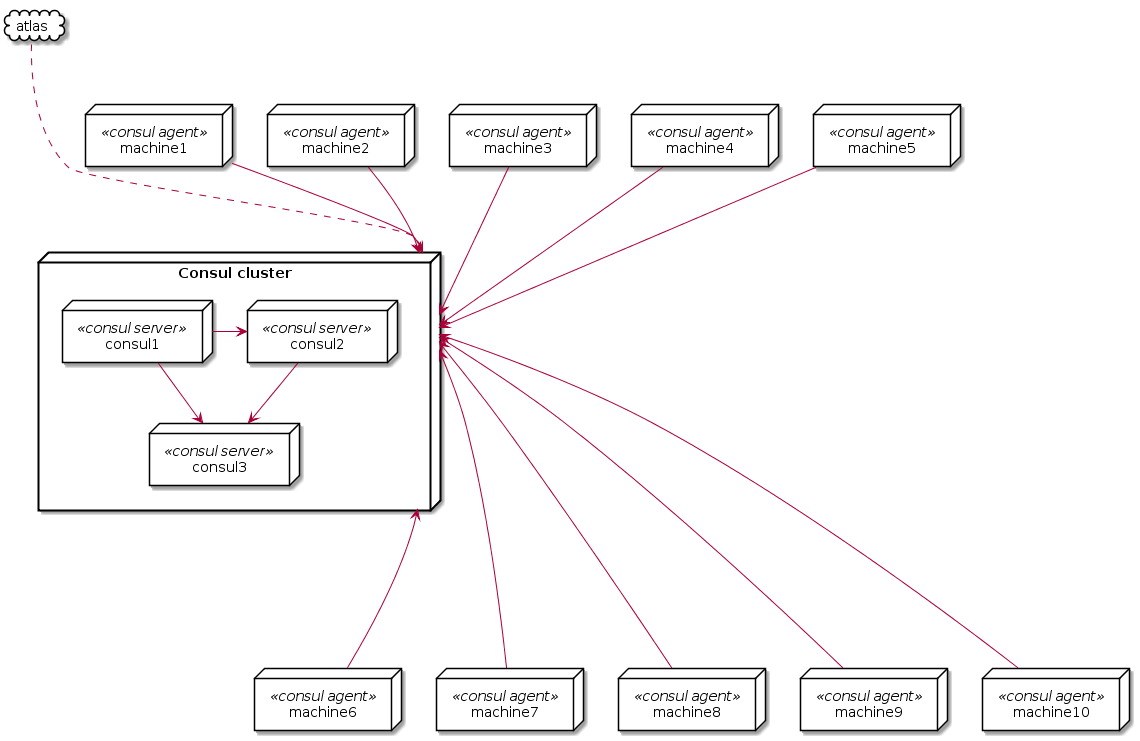 atlas
«consul agent»
machine1
«consul agent»
machine2
«consul agent»
machine3
«consul agent»
machine4
«consul agent»
machine5
Consul cluster
«consul server»
consul1
«consul server»
consul2
«consul server»
consul3
«consul agent»
machine6
«consul agent»
machine7
«consul agent»
machine8
«consul agent»
machine9
«consul agent»
machine10